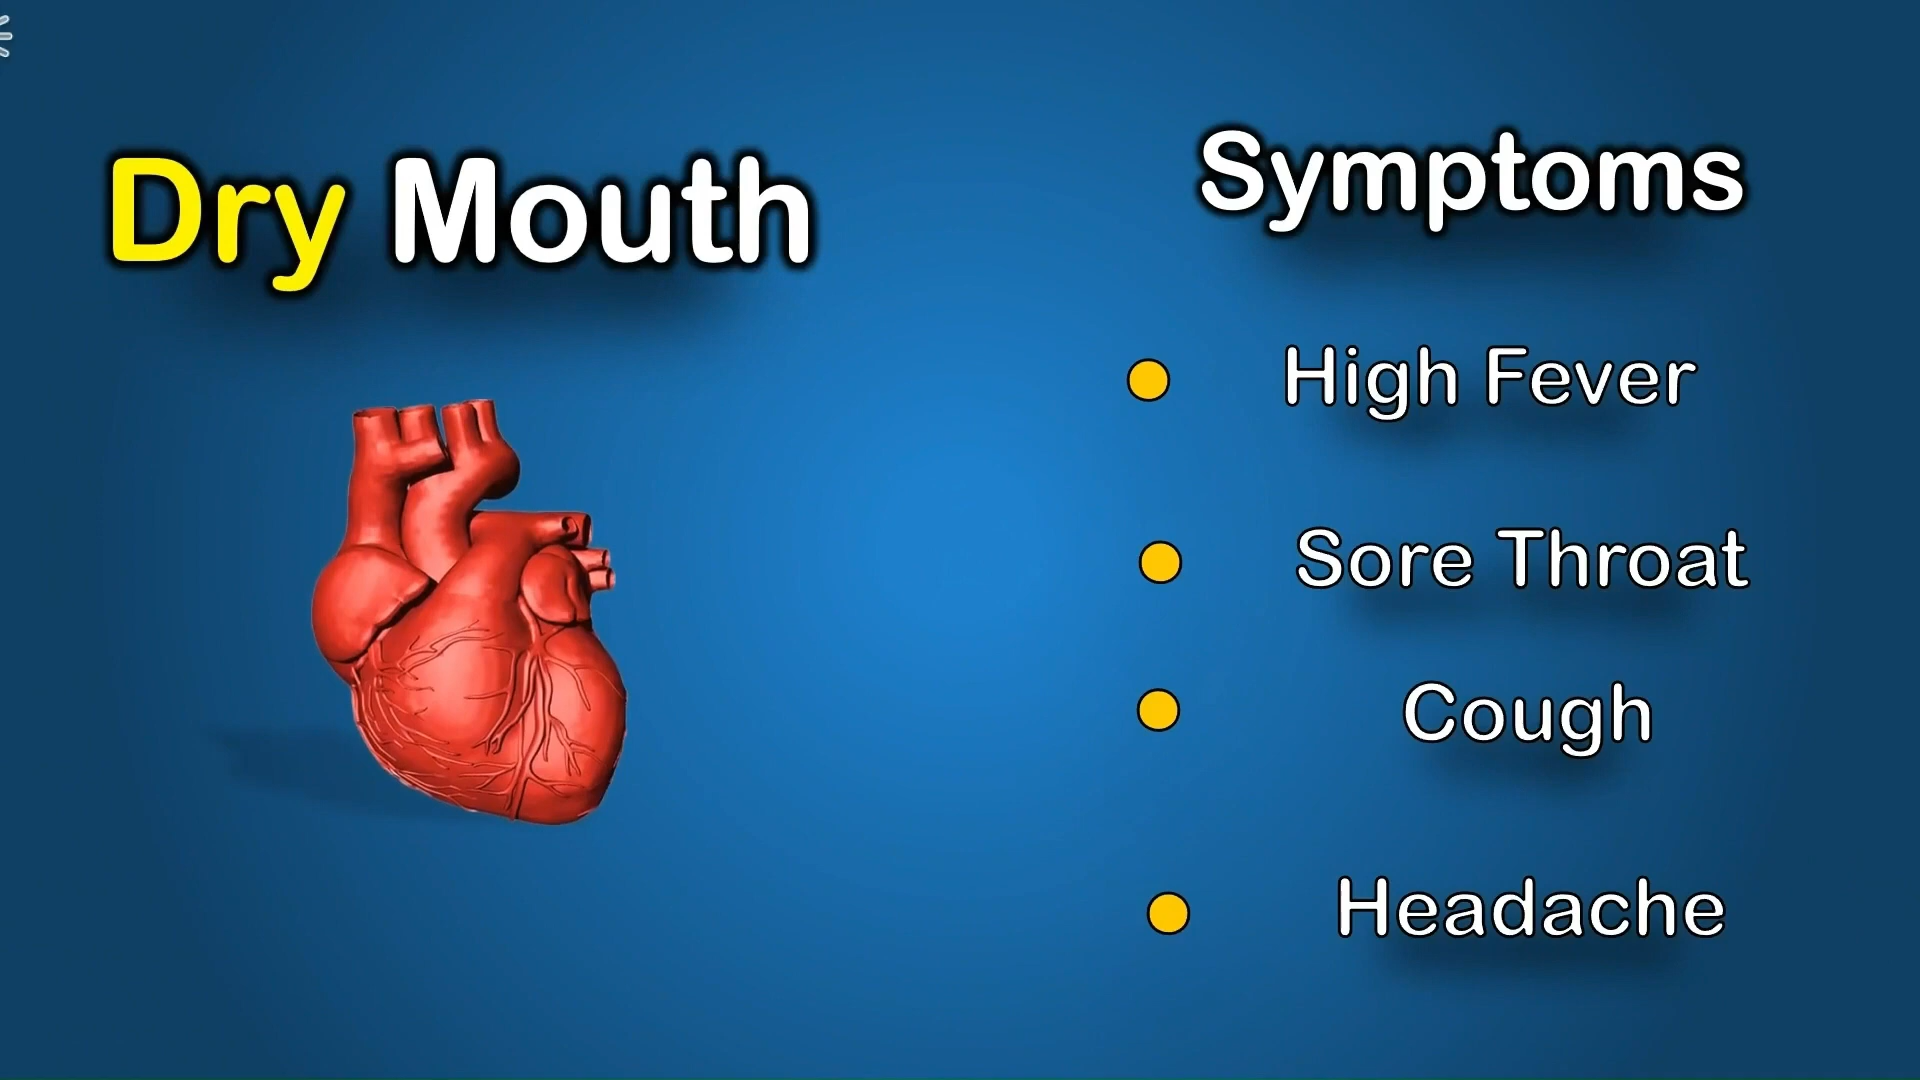 Dry Mouth
Symptoms
High Fever
Sore Throat
Cough
Headache